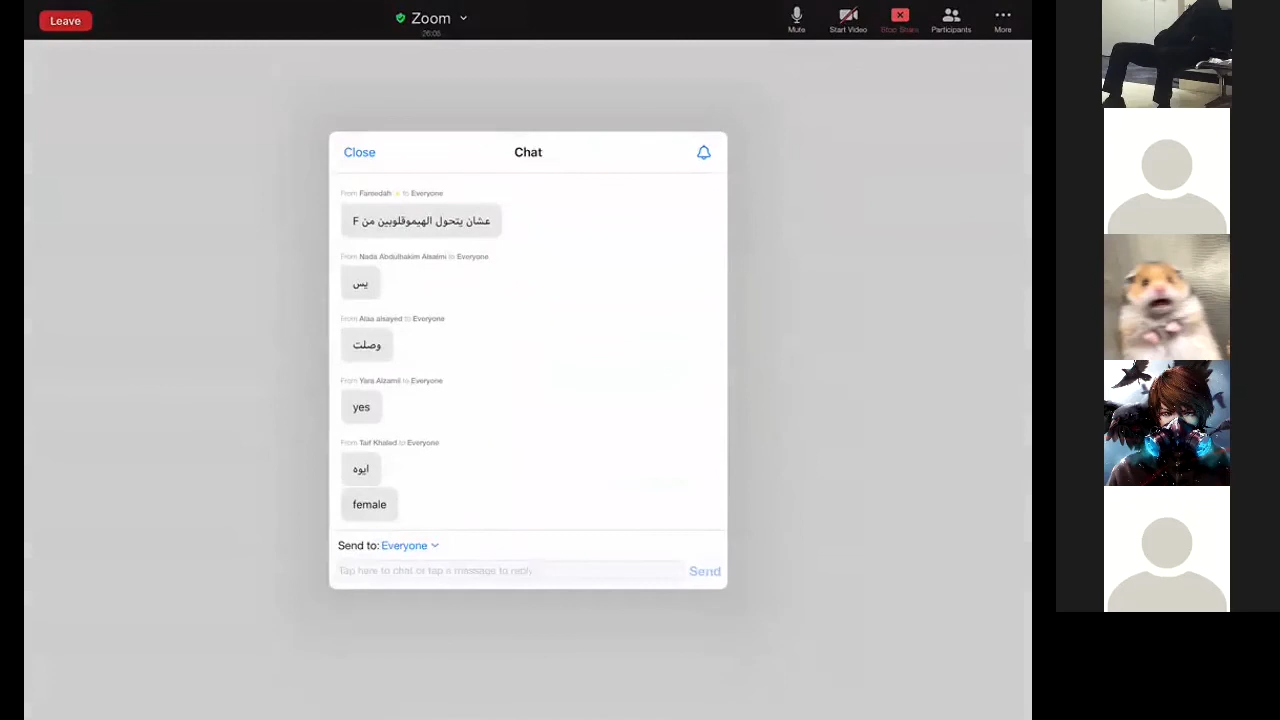 Leave
Zoom
26:05
Mute
Start Video
Stop Share
Participants
More
Close
Chat
From Fareedah to Everyone
عشان يتحول الهيموقلوبين من F
From Nada Abdulhakim Alsalmi to Everyone
يس
From Alaa alsayed to Everyone
وصلت
From Yara Alzamil to Everyone
yes
From Taif Khaled to Everyone
ايوه
female
Send to: Everyone
Tap here to chat or tap a message to reply
Send